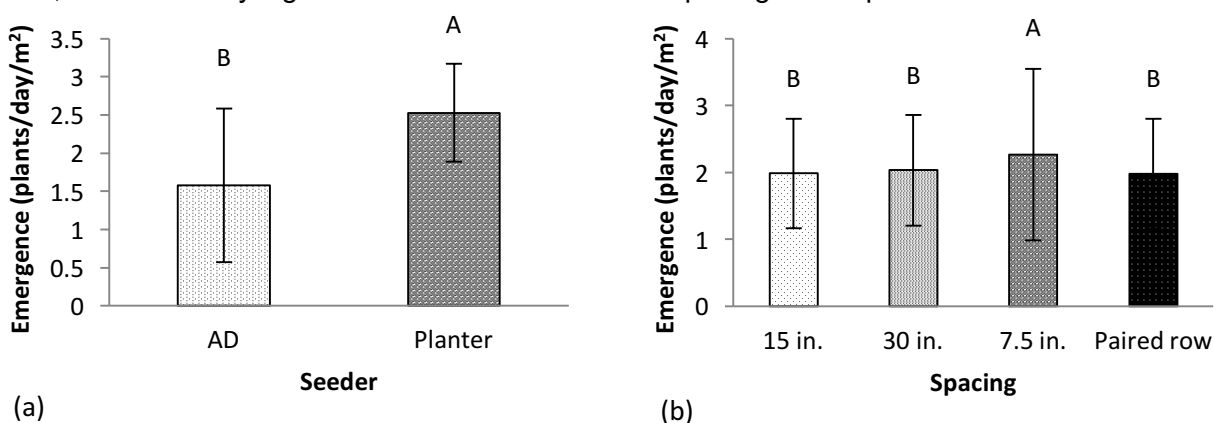 B
A
Emergence (plants/day/m²)
3.5
3
2.5
2
1.5
1
0.5
0
AD
Planter
Seeder
(a)
B
B
A
B
Emergence (plants/day/m²)
4
3
2
1
0
15 in.
30 in.
7.5 in.
Paired row
Spacing
(b)